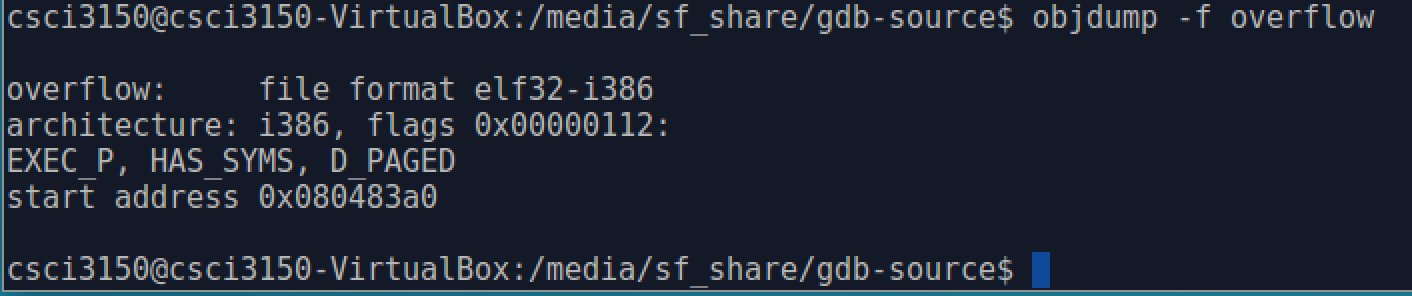 csci3150@csci3150-VirtualBox:/media/sf_share/gdb-source$ objdump -f overflow
overflow:     file format elf32-i386
architecture: i386, flags 0x00000112:
EXEC_P, HAS_SYMS, D_PAGED
start address 0x080483a0
csci3150@csci3150-VirtualBox:/media/sf_share/gdb-source$